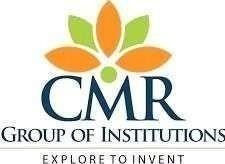 CMR
GROUP OF INSTITUTIONS
EXPLORE TO INVENT